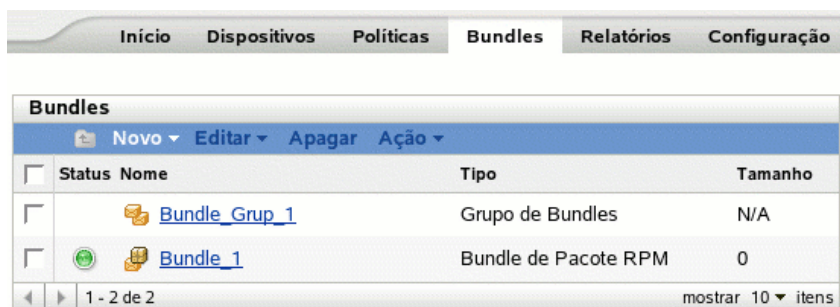 Início Dispositivos Políticas Bundles Relatórios Configuração
Bundles
Novo Editar Apagar Ação
Status Nome Tipo Tamanho
Bundle_Grup_1 Grupo de Bundles N/A
Bundle_1 Bundle de Pacote RPM 0
1 - 2 de 2 mostrar 10 itens